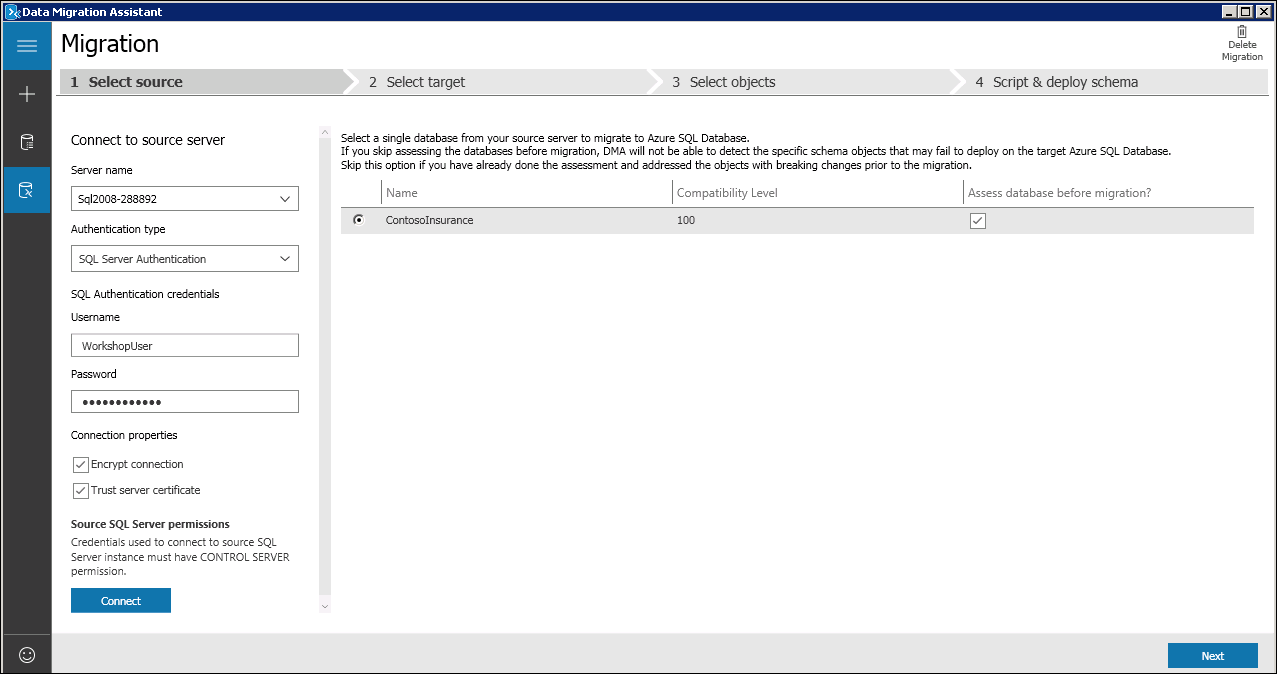 Data Migration Assistant
Migration
Delete
Migration
1 Select source
2 Select target
3 Select objects
4 Script & deploy schema
Connect to source server
Server name
Sql2008-288892
Authentication type
SQL Server Authentication
SQL Authentication credentials
Username
WorkshopUser
Password
••••••••••••
Connection properties
Encrypt connection
Trust server certificate
Source SQL Server permissions
Credentials used to connect to source SQL
Server instance must have CONTROL SERVER
permission.
Connect
Select a single database from your source server to migrate to Azure SQL Database.
If you skip assessing the databases before migration, DMA will not be able to detect the specific schema objects that may fail to deploy on the target Azure SQL Database.
Skip this option if you have already done the assessment and addressed the objects with breaking changes prior to the migration.
Name Compatibility Level Assess database before migration?
ContosoInsurance 100
Next